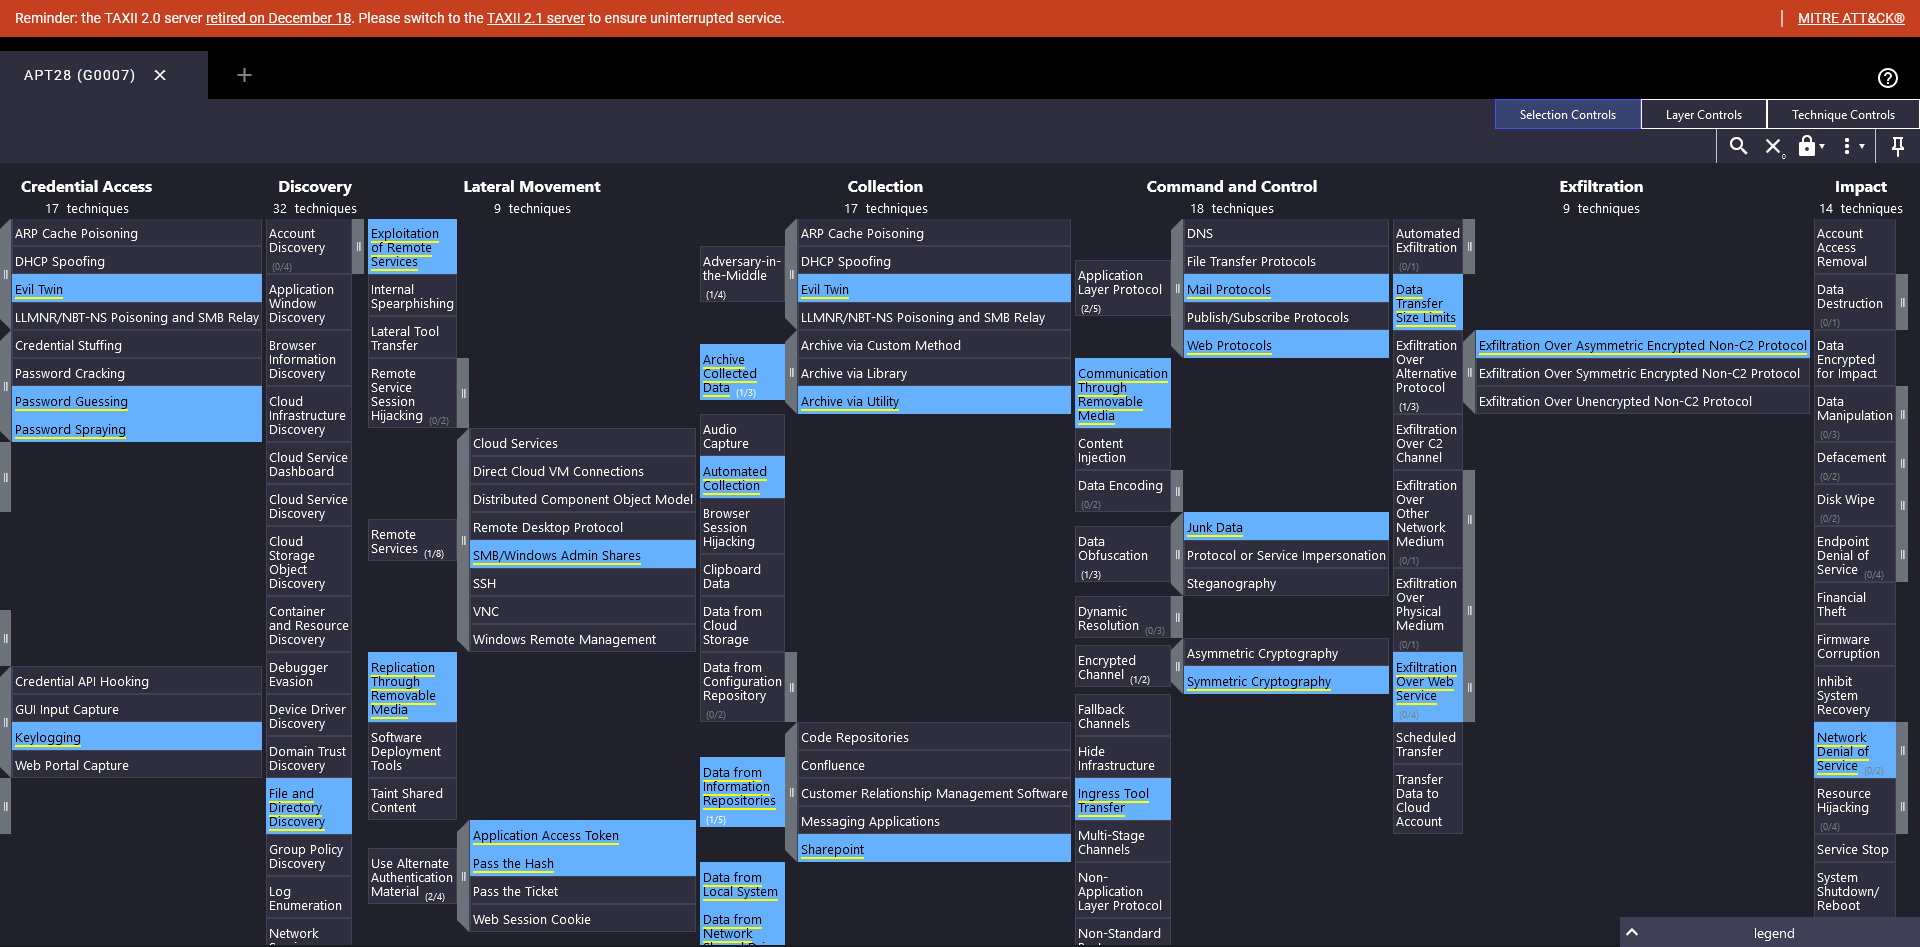 Reminder: the TAXII 2.0 server retired on December 18. Please switch to the TAXII 2.1 server to ensure uninterrupted service.
MITRE ATT&CK®
APT28 (G0007)
Selection Controls
Layer Controls
Technique Controls
0
Credential Access
17 techniques
ARP Cache Poisoning
DHCP Spoofing
Evil Twin
LLMNR/NBT-NS Poisoning and SMB Relay
Credential Stuffing
Password Cracking
Password Guessing
Password Spraying
Credential API Hooking
GUI Input Capture
Keylogging
Web Portal Capture
Discovery
32 techniques
Account
Discovery
(0/4)
Application
Window
Discovery
Browser
Information
Discovery
Cloud
Infrastructure
Discovery
Cloud Service
Dashboard
Cloud Service
Discovery
Cloud
Storage
Object
Discovery
Container
and Resource
Discovery
Debugger
Evasion
Device Driver
Discovery
Domain Trust
Discovery
File and
Directory
Discovery
Group Policy
Discovery
Log
Enumeration
Network
Lateral Movement
9 techniques
Exploitation
of Remote
Services
Internal
Spearphishing
Lateral Tool
Transfer
Remote
Service
Session
Hijacking (0/2)
Remote
Services (1/8)
Cloud Services
Direct Cloud VM Connections
Distributed Component Object Model
Remote Desktop Protocol
SMB/Windows Admin Shares
SSH
VNC
Windows Remote Management
Replication
Through
Removable
Media
Software
Deployment
Tools
Taint Shared
Content
Use Alternate
Authentication
Material (2/4)
Application Access Token
Pass the Hash
Pass the Ticket
Web Session Cookie
Collection
17 techniques
Adversary-in-
the-Middle
(1/4)
ARP Cache Poisoning
DHCP Spoofing
Evil Twin
LLMNR/NBT-NS Poisoning and SMB Relay
Archive
Collected
Data (1/3)
Archive via Custom Method
Archive via Library
Archive via Utility
Audio
Capture
Automated
Collection
Browser
Session
Hijacking
Clipboard
Data
Data from
Cloud
Storage
Data from
Configuration
Repository
(0/2)
Data from
Information
Repositories
(1/5)
Code Repositories
Confluence
Customer Relationship Management Software
Messaging Applications
Sharepoint
Data from
Local System
Data from
Network
Command and Control
18 techniques
Application
Layer Protocol
(2/5)
DNS
File Transfer Protocols
Mail Protocols
Publish/Subscribe Protocols
Web Protocols
Communication
Through
Removable
Media
Content
Injection
Data Encoding
(0/2)
Data
Obfuscation
(1/3)
Junk Data
Protocol or Service Impersonation
Steganography
Dynamic
Resolution (0/3)
Encrypted
Channel (1/2)
Asymmetric Cryptography
Symmetric Cryptography
Fallback
Channels
Hide
Infrastructure
Ingress Tool
Transfer
Multi-Stage
Channels
Non-
Application
Layer Protocol
Non-Standard
Exfiltration
9 techniques
Automated
Exfiltration
(0/1)
Data
Transfer
Size Limits
Exfiltration
Over
Alternative
Protocol
(1/3)
Exfiltration Over Asymmetric Encrypted Non-C2 Protocol
Exfiltration Over Symmetric Encrypted Non-C2 Protocol
Exfiltration Over Unencrypted Non-C2 Protocol
Exfiltration
Over C2
Channel
Exfiltration
Over
Other
Network
Medium
(0/1)
Exfiltration
Over
Physical
Medium
(0/1)
Exfiltration
Over Web
Service
(0/4)
Scheduled
Transfer
Transfer
Data to
Cloud
Account
Impact
14 techniques
Account
Access
Removal
Data
Destruction
(0/1)
Data
Encrypted
for Impact
Data
Manipulation
(0/3)
Defacement
(0/2)
Disk Wipe
(0/2)
Endpoint
Denial of
Service (0/4)
Financial
Theft
Firmware
Corruption
Inhibit
System
Recovery
Network
Denial of
Service (0/2)
Resource
Hijacking
(0/4)
Service Stop
System
Shutdown/
Reboot
legend